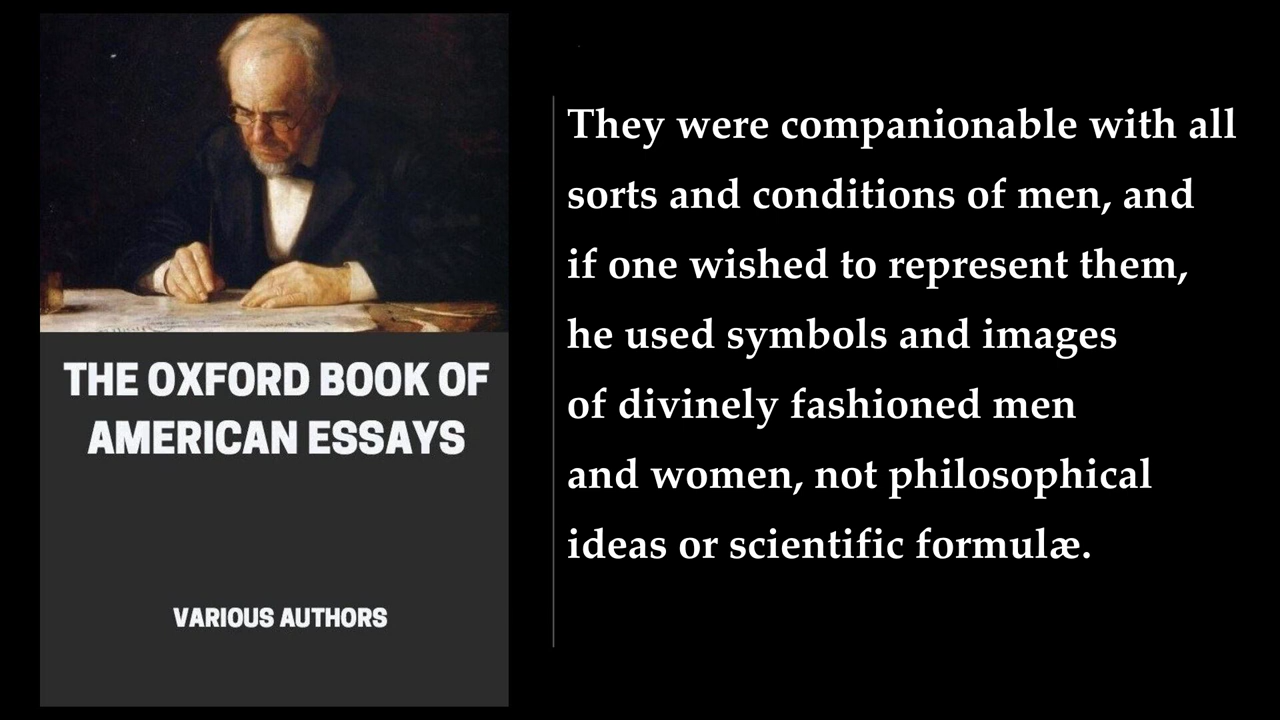 THE OXFORD BOOK OF
AMERICAN ESSAYS
VARIOUS AUTHORS
They were companionable with all
sorts and conditions of men, and
if one wished to represent them,
he used symbols and images
of divinely fashioned men
and women, not philosophical
ideas or scientific formulæ.